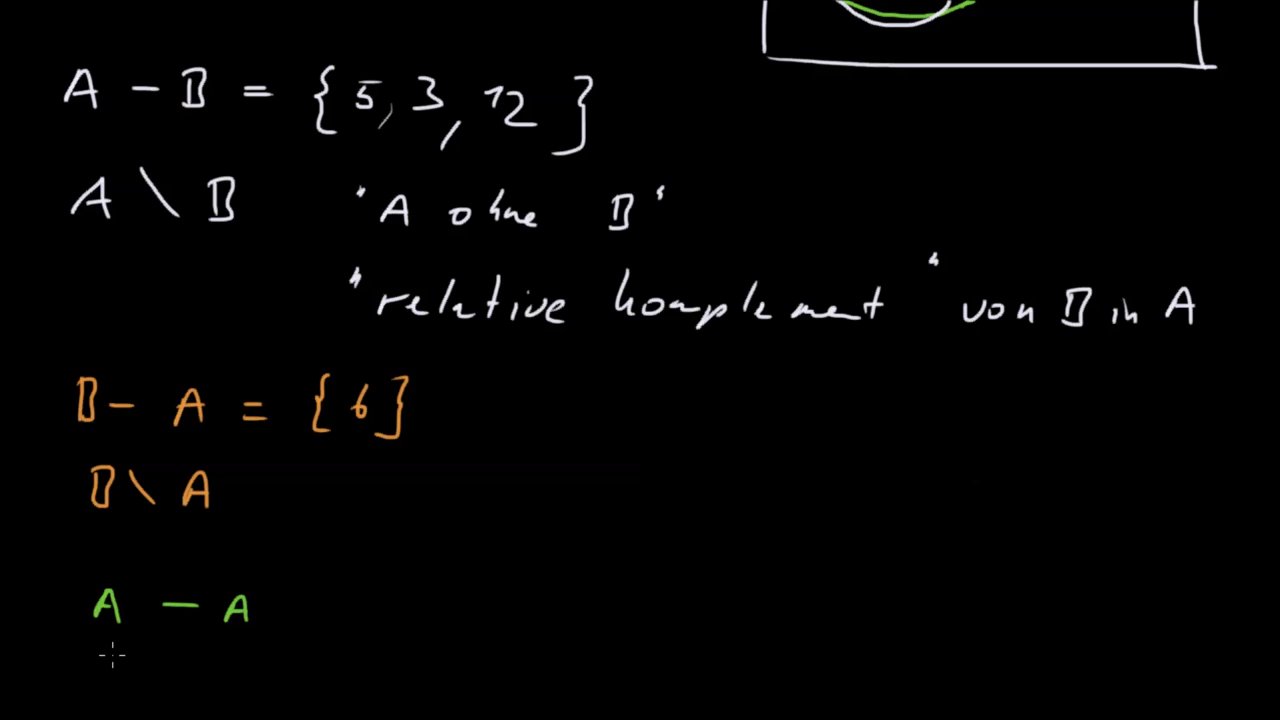 A - B = {5, 3, 12}
A \ B "A ohne B"
"relative komplement" von B in A
B - A = {6}
B \ A
A - A